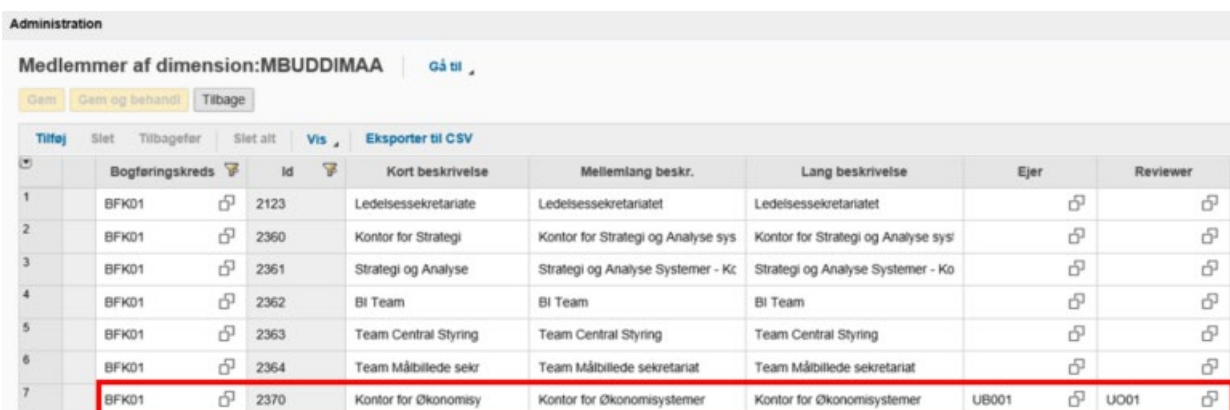 Administration
Medlemmer af dimension:MBUDDIMAA Gå til
Gem Gem og behandl Tilbage
Tilføj Slet Tilbagefør Slet alt Vis Eksporter til CSV
Bogføringskreds Id Kort beskrivelse Mellemlang beskr. Lang beskrivelse Ejer Reviewer
1 BFK01 2123 Ledelsessekretariate Ledelsessekretariatet Ledelsessekretariatet
2 BFK01 2360 Kontor for Strategi Kontor for Strategi og Analyse sys Kontor for Strategi og Analyse syst
3 BFK01 2361 Strategi og Analyse Strategi og Analyse Systemer - Ko Strategi og Analyse Systemer - Ko
4 BFK01 2362 BI Team BI Team BI Team
5 BFK01 2363 Team Central Styring Team Central Styring Team Central Styring
6 BFK01 2364 Team Målbillede sekr Team Målbillede sekretariat Team Målbillede sekretariat
7 BFK01 2370 Kontor for Økonomisy Kontor for Økonomisystemer Kontor for Økonomisystemer UB001 UO01